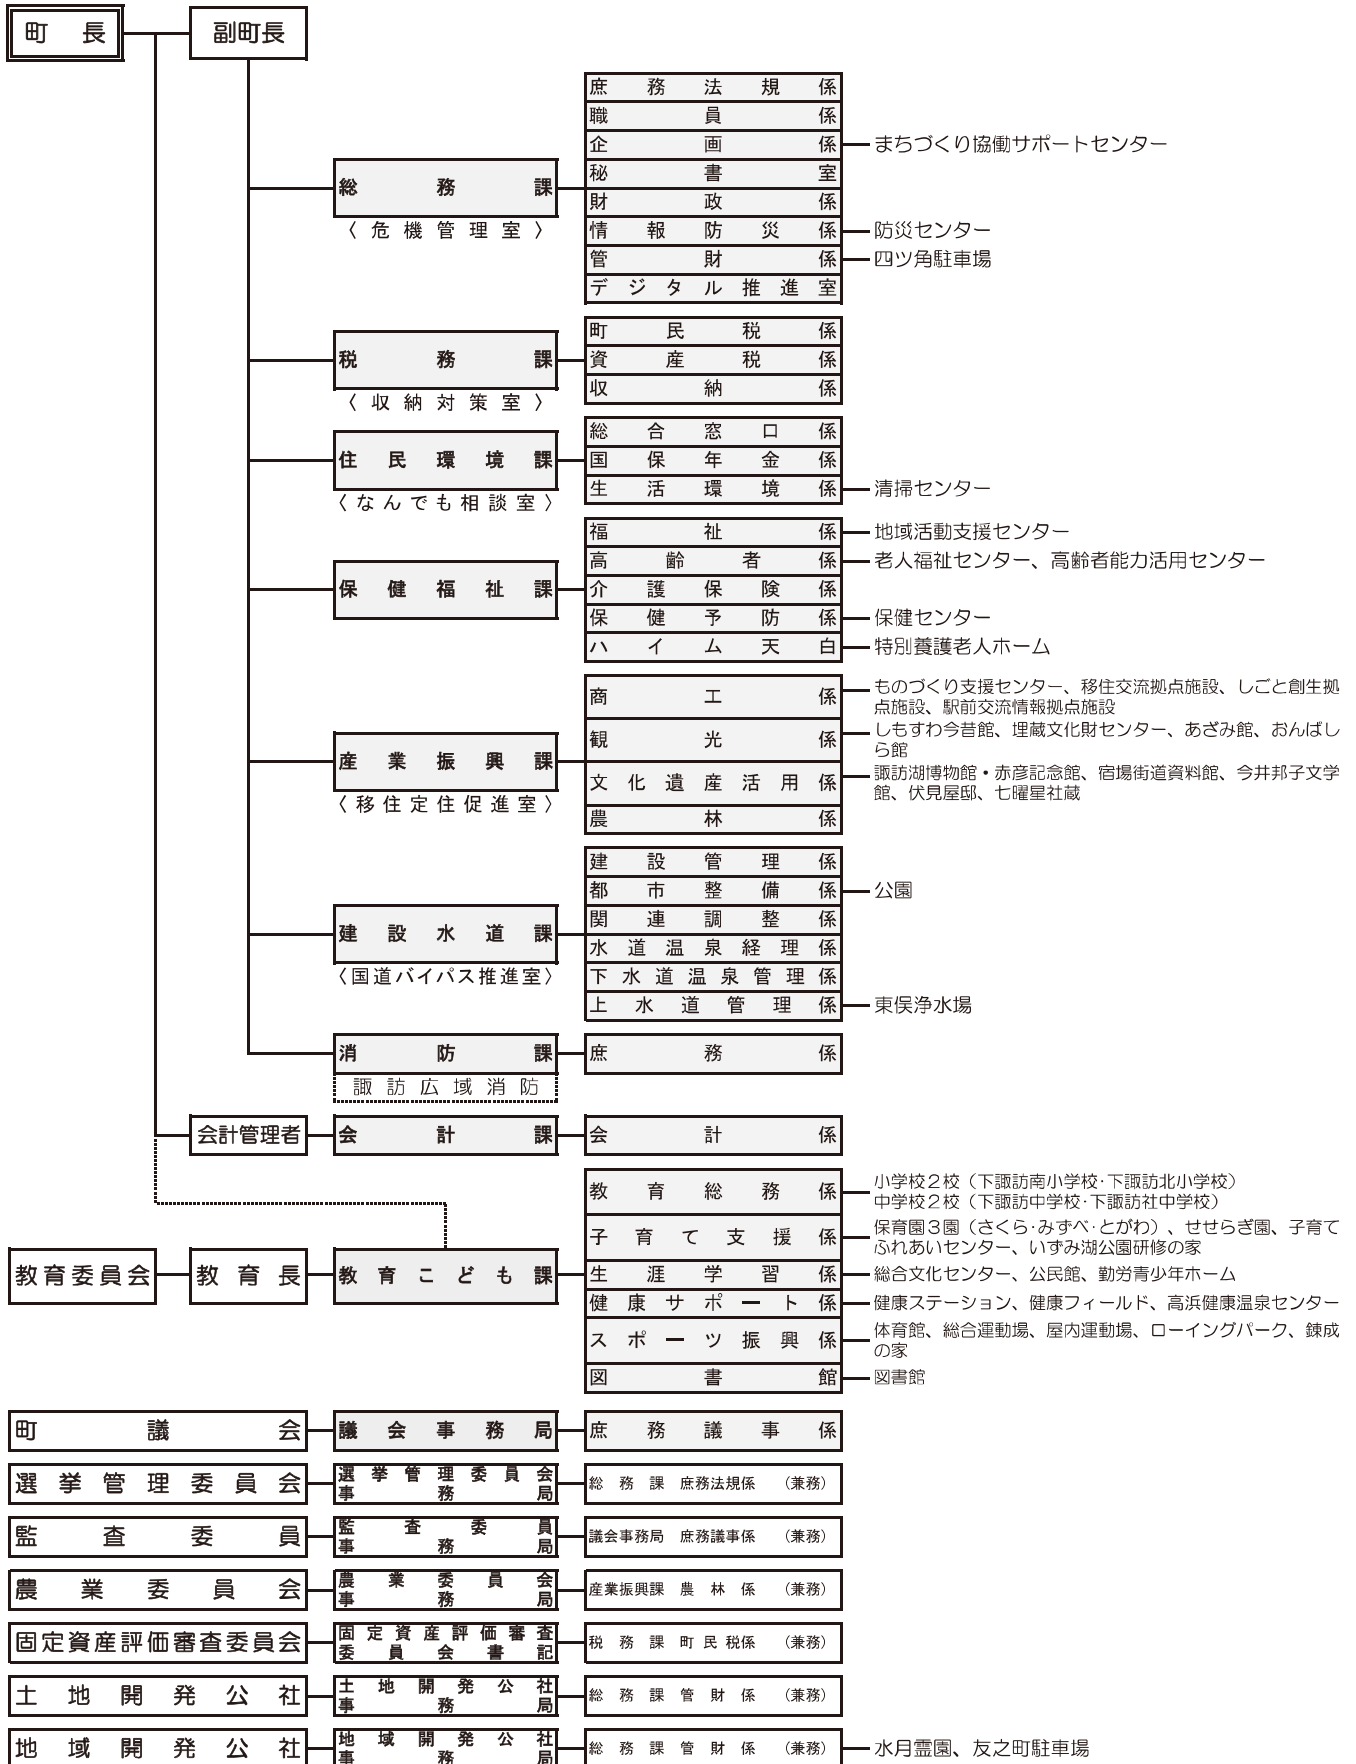 町長
副町長
庶務法規係
職員係
企画係
まちづくり協働サポートセンター
総務課
〈危機管理室〉
秘書室
財政係
情報防災係
防災センター
管財係
四ツ角駐車場
デジタル推進室
税務課
〈収納対策室〉
町民税係
資産税係
収納係
住民環境課
〈なんでも相談室〉
総合窓口係
国保年金係
生活環境係
清掃センター
保健福祉課
福祉係
地域活動支援センター
高齢者係
老人福祉センター、高齢者能力活用センター
介護保険係
保健予防係
保健センター
ハイム天白
特別養護老人ホーム
産業振興課
〈移住定住促進室〉
商工係
ものづくり支援センター、移住交流拠点施設、しごと創生拠
点施設、駅前交流情報拠点施設
観光係
しもすわ今昔館、埋蔵文化財センター、あざみ館、おんばし
ら館
文化遺産活用係
諏訪湖博物館・赤彦記念館、宿場街道資料館、今井邦子文学
館、伏見屋邸、七曜星社蔵
農林係
建設水道課
〈国道バイパス推進室〉
建設管理係
都市整備係
公園
関連調整係
水道温泉経理係
下水道温泉管理係
上水道管理係
東俣浄水場
消防課
諏訪広域消防
庶務係
会計管理者
会計課
会計係
教育委員会
教育長
教育こども課
教育総務係
小学校２校（下諏訪南小学校・下諏訪北小学校）
中学校２校（下諏訪中学校・下諏訪社中学校）
子育て支援係
保育園３園（さくら・みずべ・とがわ）、せせらぎ園、子育て
ふれあいセンター、いずみ湖公園研修の家
生涯学習係
総合文化センター、公民館、勤労青少年ホーム
健康サポート係
健康ステーション、健康フィールド、高浜健康温泉センター
スポーツ振興係
体育館、総合運動場、屋内運動場、ローイングパーク、錬成
の家
図書館
図書館
町議会
議会事務局
庶務議事係
選挙管理委員会
選挙管理委員会
事務局
総務課 庶務法規係 （兼務）
監査委員
監査委員
事務局
議会事務局 庶務議事係 （兼務）
農業委員会
農業委員会
事務局
産業振興課 農林係 （兼務）
固定資産評価審査委員会
固定資産評価審査
委員会書記
税務課 町民税係 （兼務）
土地開発公社
土地開発公社
事務局
総務課 管財係 （兼務）
地域開発公社
地域開発公社
事務局
総務課 管財係 （兼務）
水月霊園、友之町駐車場